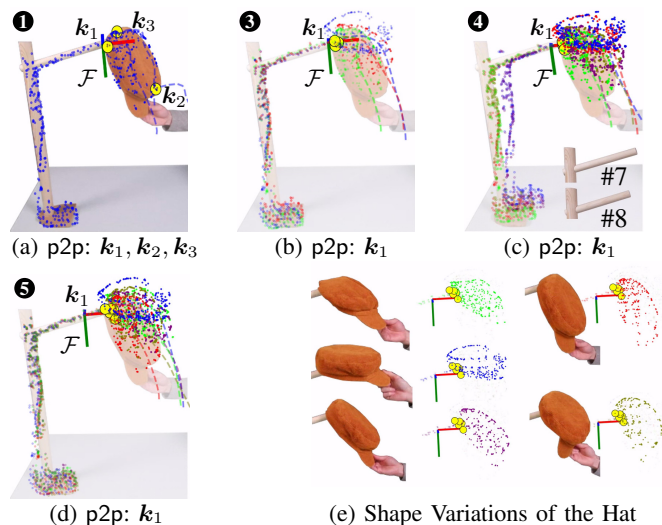 ❶ k₁ k₃ F k₂
❸ k₁ F
❹ k₁ F #7 #8
(a) p2p: k₁, k₂, k₃
(b) p2p: k₁
(c) p2p: k₁
❺ k₁ F
(d) p2p: k₁
(e) Shape Variations of the Hat